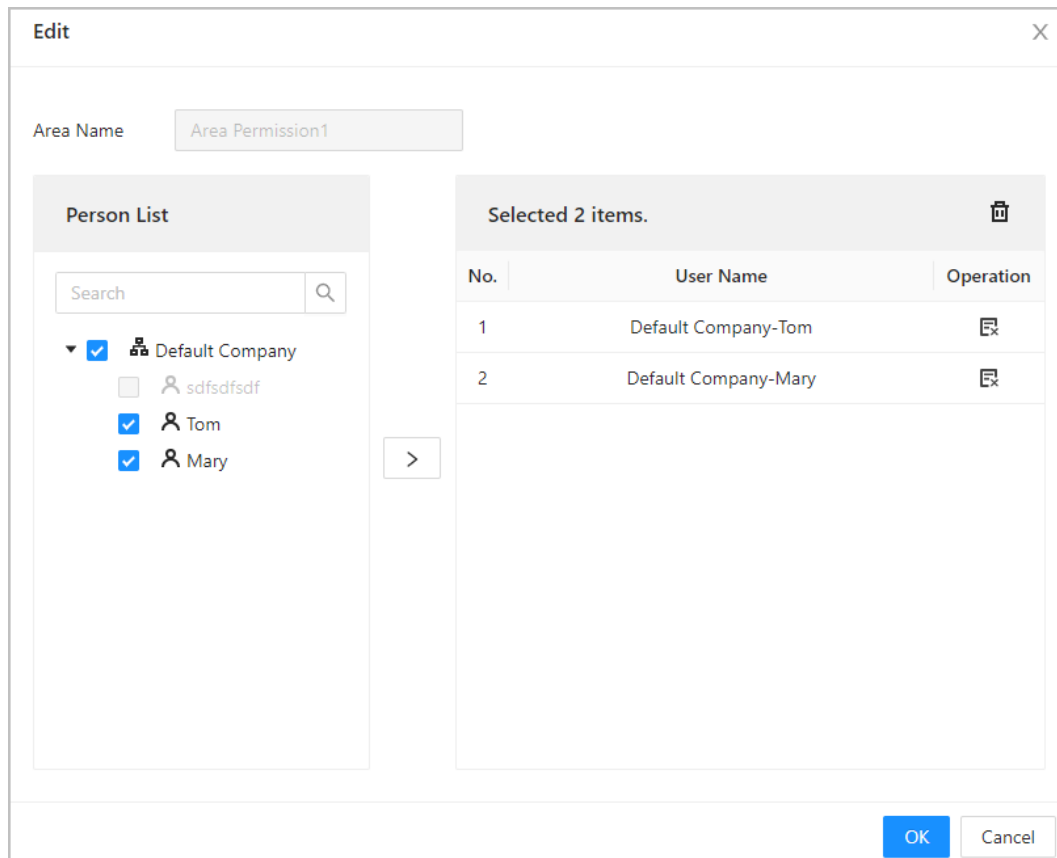 Edit
X
Area Name
Area Permission1
Person List
Search
Default Company
sdfsdfsdf
Tom
Mary
>
Selected 2 items.
No. User Name Operation
1 Default Company-Tom
2 Default Company-Mary
OK Cancel